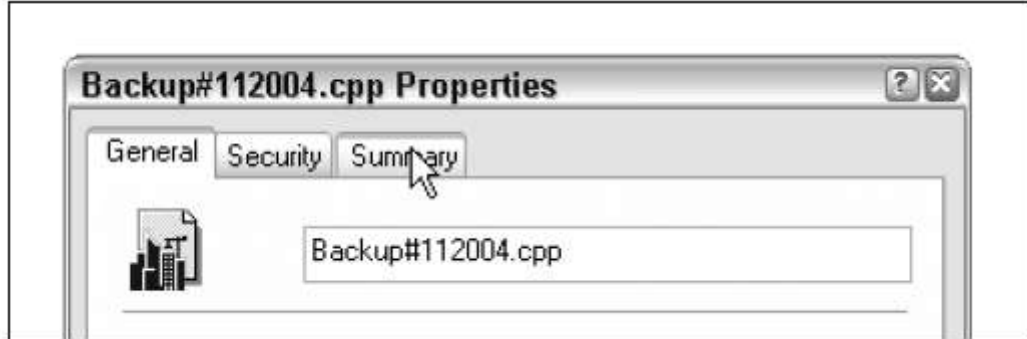 Backup#112004.cpp Properties
General Security Summary
Backup#112004.cpp